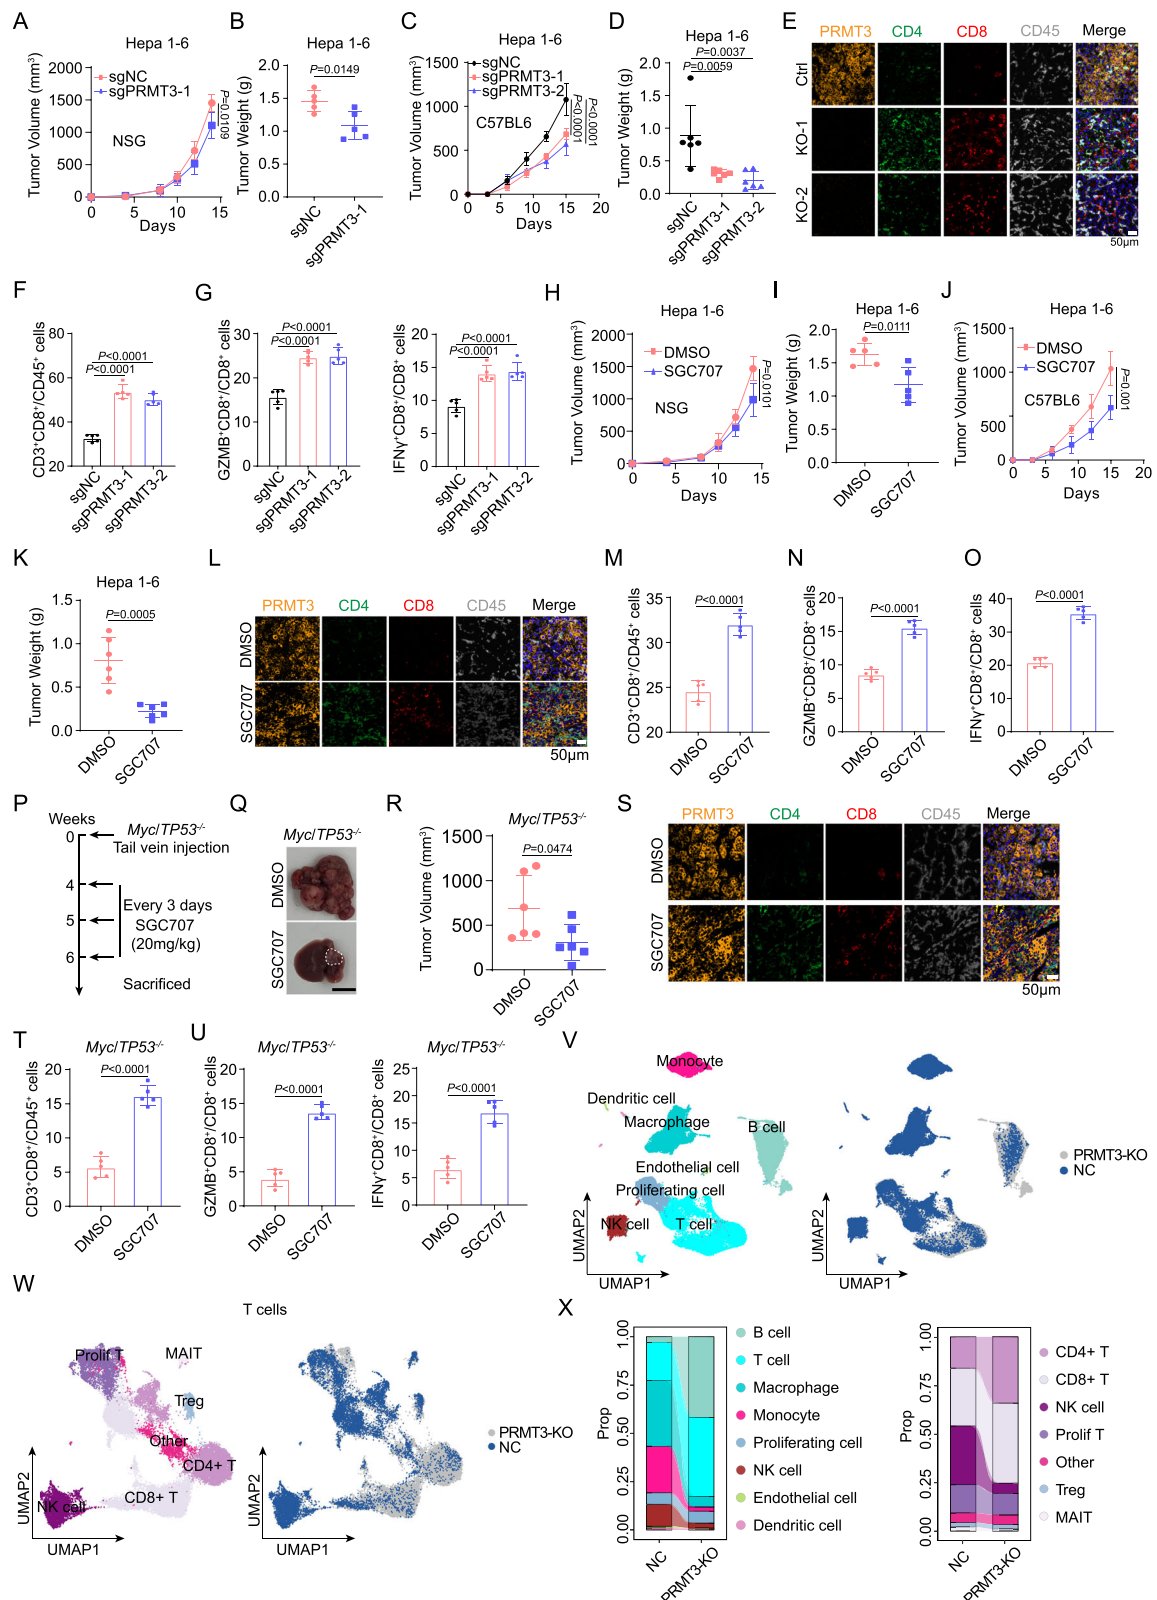 A
Hepa 1-6
Tumor Volume (mm³)
2000
1500
1000
500
0
sgNC
sgPRMT3-1
NSG
P=0.0109
0 5 10 15
Days
B
Hepa 1-6
Tumor Weight (g)
2.0
1.5
1.0
0.5
0.0
P=0.0149
sgNC
sgPRMT3-1
C
Hepa 1-6
Tumor Volume (mm³)
1500
1000
500
0
sgNC
sgPRMT3-1
sgPRMT3-2
C57BL6
P<0.0001
P<0.0001
0 5 10 15 20
Days
D
Hepa 1-6
Tumor Weight (g)
2.0
1.5
1.0
0.5
0.0
P=0.0037
P=0.0059
sgNC
sgPRMT3-1
sgPRMT3-2
E
PRMT3 CD4 CD8 CD45 Merge
Ctrl
KO-1
KO-2
50μm
F
CD3⁺CD8⁺/CD45⁺ cells
80
60
40
20
P<0.0001
P<0.0001
sgNC
sgPRMT3-1
sgPRMT3-2
G
GZMB⁺CD8⁺/CD8⁺ cells
30
20
10
0
P<0.0001
P<0.0001
sgNC
sgPRMT3-1
sgPRMT3-2
IFNγ⁺CD8⁺/CD8⁺ cells
20
15
10
5
0
P<0.0001
P<0.0001
sgNC
sgPRMT3-1
sgPRMT3-2
H
Hepa 1-6
Tumor Volume (mm³)
2000
1500
1000
500
0
DMSO
SGC707
NSG
P=0.0101
0 5 10 15
Days
I
Hepa 1-6
Tumor Weight (g)
2.0
1.5
1.0
0.5
0.0
P=0.0111
DMSO
SGC707
J
Hepa 1-6
Tumor Volume (mm³)
1500
1000
500
0
DMSO
SGC707
C57BL6
P=0.001
0 5 10 15 20
Days
K
Hepa 1-6
Tumor Weight (g)
1.5
1.0
0.5
0.0
P=0.0005
DMSO
SGC707
L
PRMT3 CD4 CD8 CD45 Merge
DMSO
SGC707
50μm
M
CD3⁺CD8⁺/CD45⁺ cells
35
30
25
20
P<0.0001
DMSO
SGC707
N
GZMB⁺CD8⁺/CD8⁺ cells
20
15
10
5
0
P<0.0001
DMSO
SGC707
O
IFNγ⁺CD8⁺/CD8⁺ cells
40
30
20
10
0
P<0.0001
DMSO
SGC707
P
Weeks
0
4
5
6
Myc/TP53⁻/⁻
Tail vein injection
Every 3 days
SGC707
(20mg/kg)
Sacrificed
Q
Myc/TP53⁻/⁻
DMSO
SGC707
R
Myc/TP53⁻/⁻
Tumor Volume (mm³)
1500
1000
500
0
P=0.0474
DMSO
SGC707
S
PRMT3 CD4 CD8 CD45 Merge
DMSO
SGC707
50μm
T
Myc/TP53⁻/⁻
CD3⁺CD8⁺/CD45⁺ cells
20
15
10
5
0
P<0.0001
DMSO
SGC707
U
Myc/TP53⁻/⁻
GZMB⁺CD8⁺/CD8⁺ cells
20
15
10
5
0
P<0.0001
DMSO
SGC707
Myc/TP53⁻/⁻
IFNγ⁺CD8⁺/CD8⁺ cells
25
20
15
10
5
0
P<0.0001
DMSO
SGC707
V
Monocyte
Dendritic cell
Macrophage
B cell
Endothelial cell
Proliferating cell
NK cell
T cell
UMAP2
UMAP1
UMAP2
UMAP1
PRMT3-KO
NC
W
T cells
Prolif T
MAIT
Treg
Other
CD4+ T
CD8+ T
NK cell
UMAP2
UMAP1
PRMT3-KO
NC
X
Prop
1.00
0.75
0.50
0.25
0.00
NC
PRMT3-KO
B cell
T cell
Macrophage
Monocyte
Proliferating cell
NK cell
Endothelial cell
Dendritic cell
Prop
1.00
0.75
0.50
0.25
0.00
NC
PRMT3-KO
CD4+ T
CD8+ T
NK cell
Prolif T
Other
Treg
MAIT